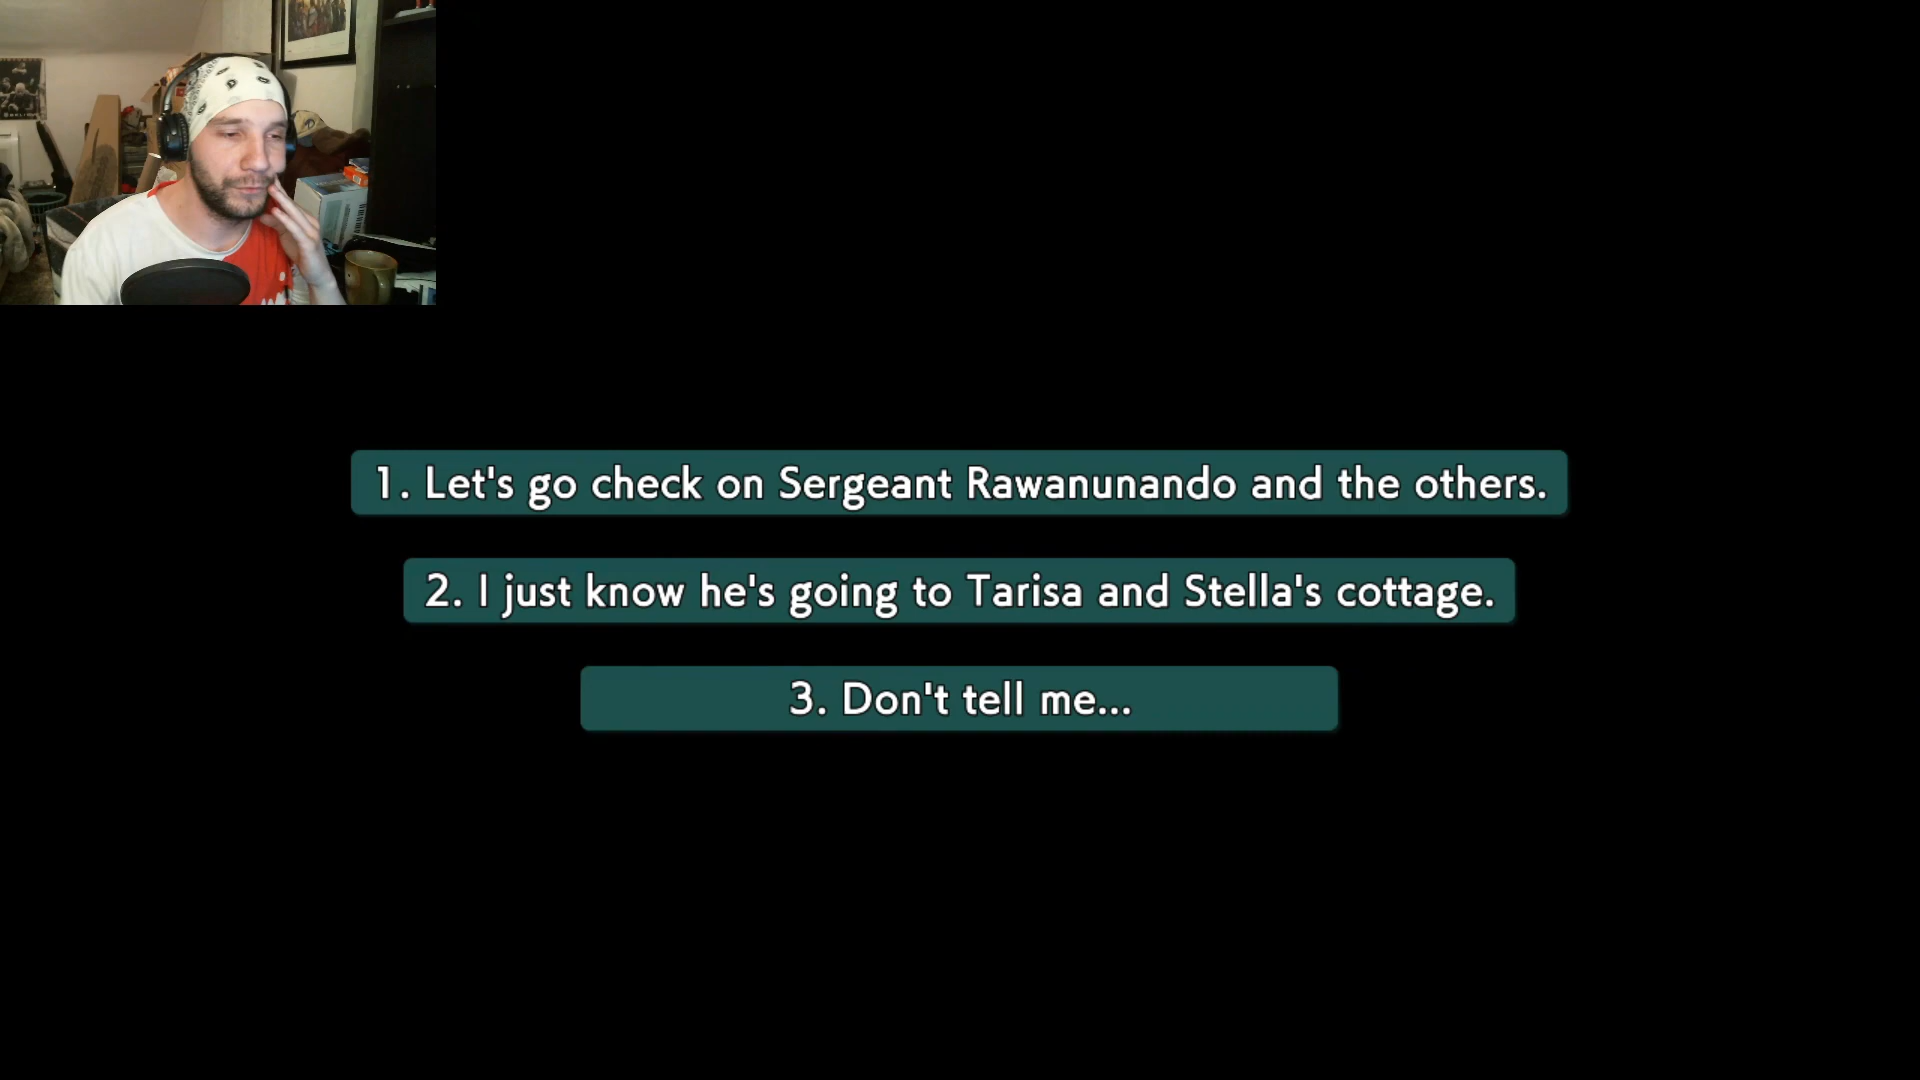 1. Let's go check on Sergeant Rawanunando and the others.
2. I just know he's going to Tarisa and Stella's cottage.
3. Don't tell me...